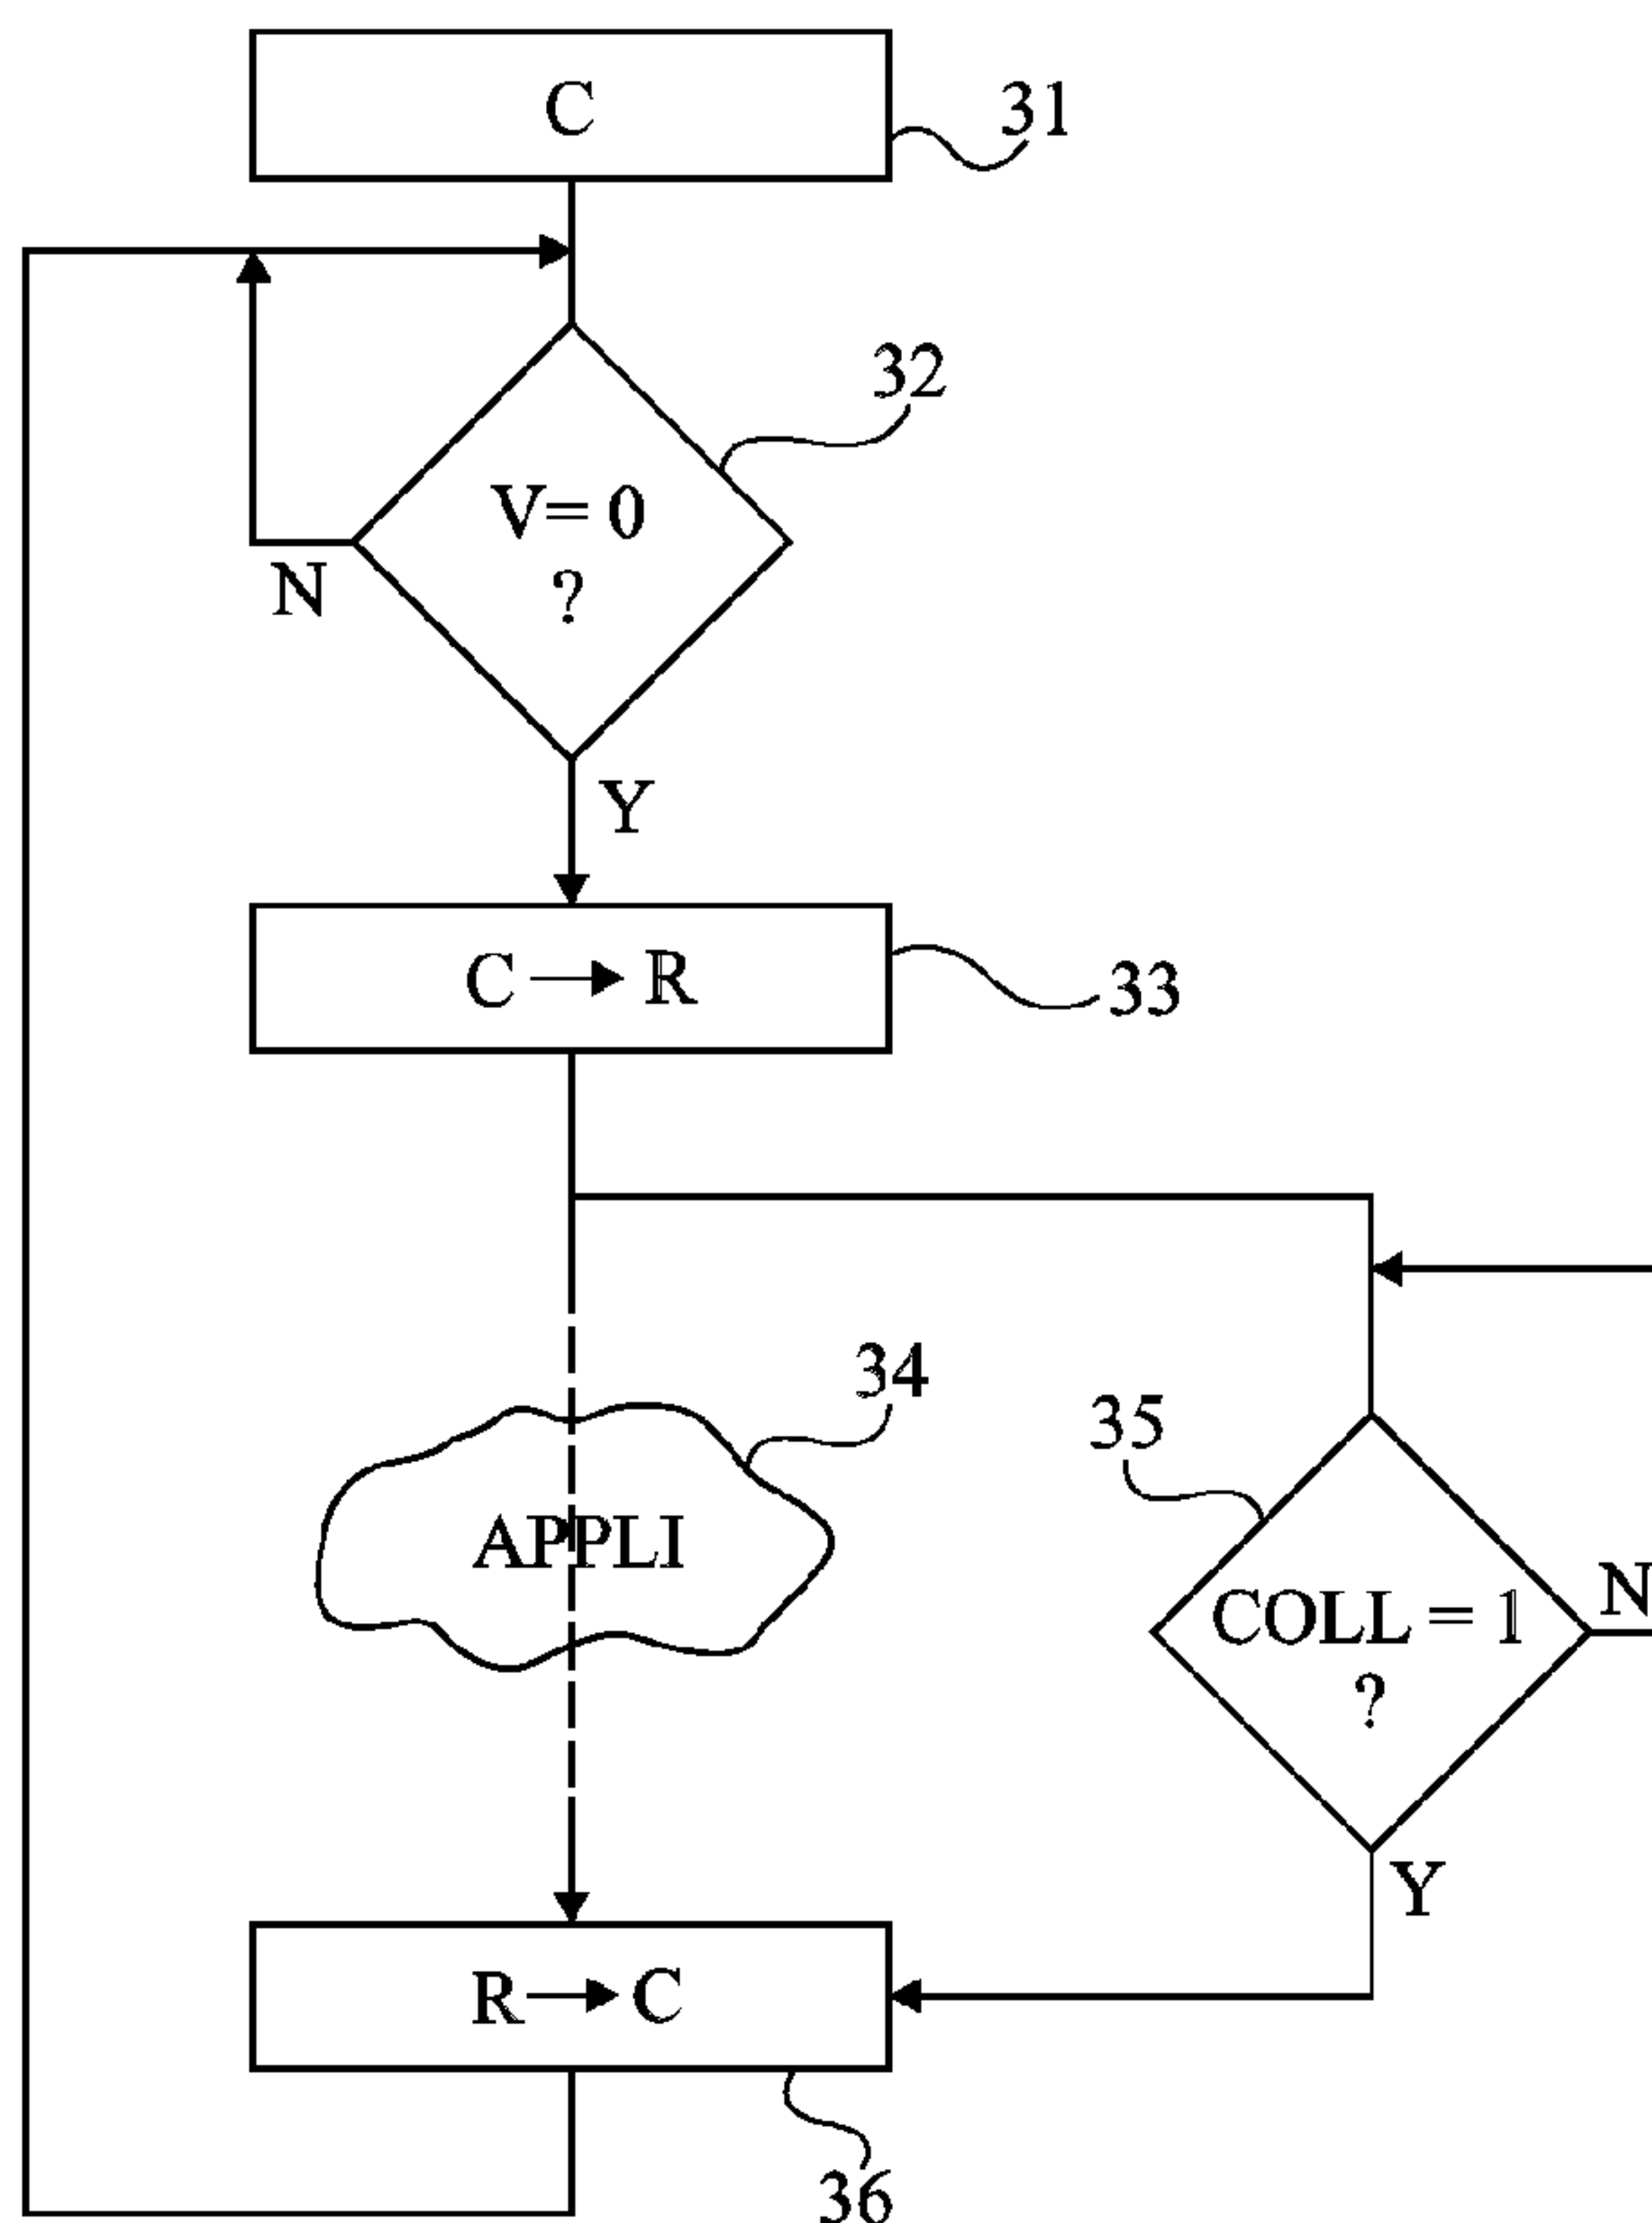 C
31
32
V= 0
?
N
Y
C → R
33
34
APPLI
35
COLL = 1
?
N
Y
R → C
36